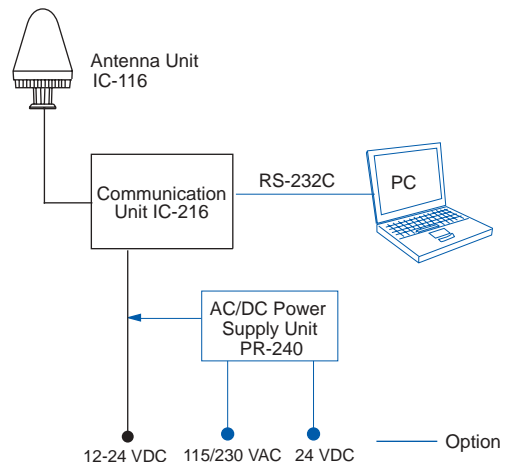 Antenna Unit
IC-116
Communication
Unit IC-216
RS-232C
PC
AC/DC Power
Supply Unit
PR-240
12-24 VDC
115/230 VAC
24 VDC
Option